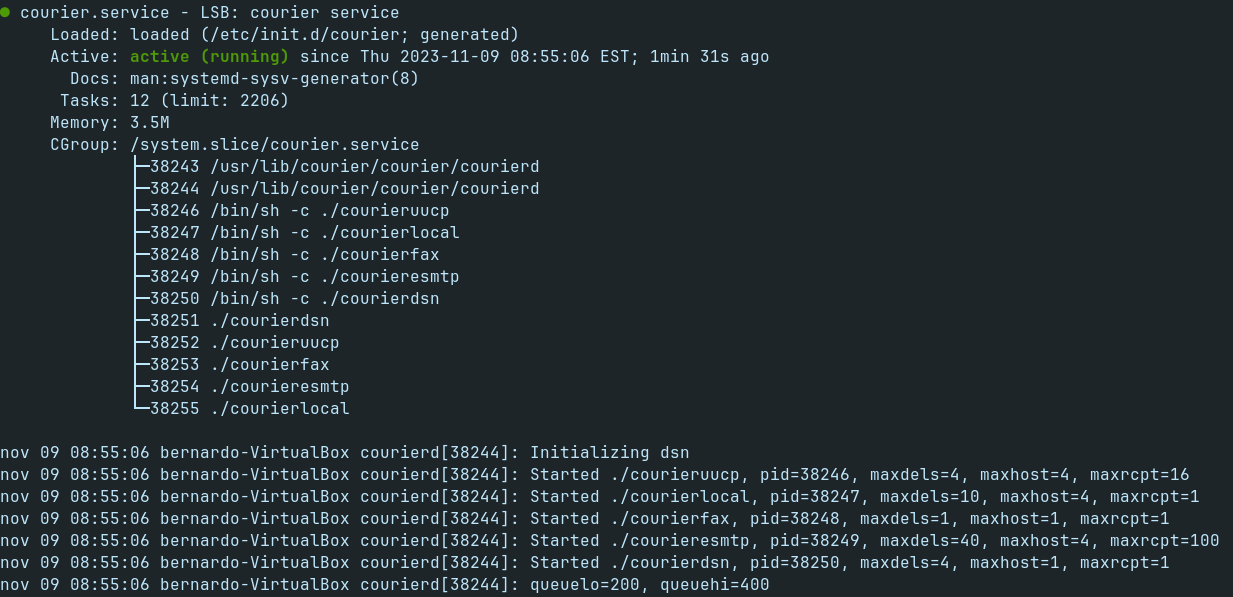 ● courier.service - LSB: courier service
     Loaded: loaded (/etc/init.d/courier; generated)
     Active: active (running) since Thu 2023-11-09 08:55:06 EST; 1min 31s ago
       Docs: man:systemd-sysv-generator(8)
      Tasks: 12 (limit: 2206)
     Memory: 3.5M
     CGroup: /system.slice/courier.service
             ├─38243 /usr/lib/courier/courier/courierd
             ├─38244 /usr/lib/courier/courier/courierd
             ├─38246 /bin/sh -c ./courieruucp
             ├─38247 /bin/sh -c ./courierlocal
             ├─38248 /bin/sh -c ./courierfax
             ├─38249 /bin/sh -c ./courieresmtp
             ├─38250 /bin/sh -c ./courierdsn
             ├─38251 ./courierdsn
             ├─38252 ./courieruucp
             ├─38253 ./courierfax
             ├─38254 ./courieresmtp
             └─38255 ./courierlocal

nov 09 08:55:06 bernardo-VirtualBox courierd[38244]: Initializing dsn
nov 09 08:55:06 bernardo-VirtualBox courierd[38244]: Started ./courieruucp, pid=38246, maxdels=4, maxhost=4, maxrcpt=16
nov 09 08:55:06 bernardo-VirtualBox courierd[38244]: Started ./courierlocal, pid=38247, maxdels=10, maxhost=4, maxrcpt=1
nov 09 08:55:06 bernardo-VirtualBox courierd[38244]: Started ./courierfax, pid=38248, maxdels=1, maxhost=1, maxrcpt=1
nov 09 08:55:06 bernardo-VirtualBox courierd[38244]: Started ./courieresmtp, pid=38249, maxdels=40, maxhost=4, maxrcpt=100
nov 09 08:55:06 bernardo-VirtualBox courierd[38244]: Started ./courierdsn, pid=38250, maxdels=4, maxhost=1, maxrcpt=1
nov 09 08:55:06 bernardo-VirtualBox courierd[38244]: queuelo=200, queuehi=400